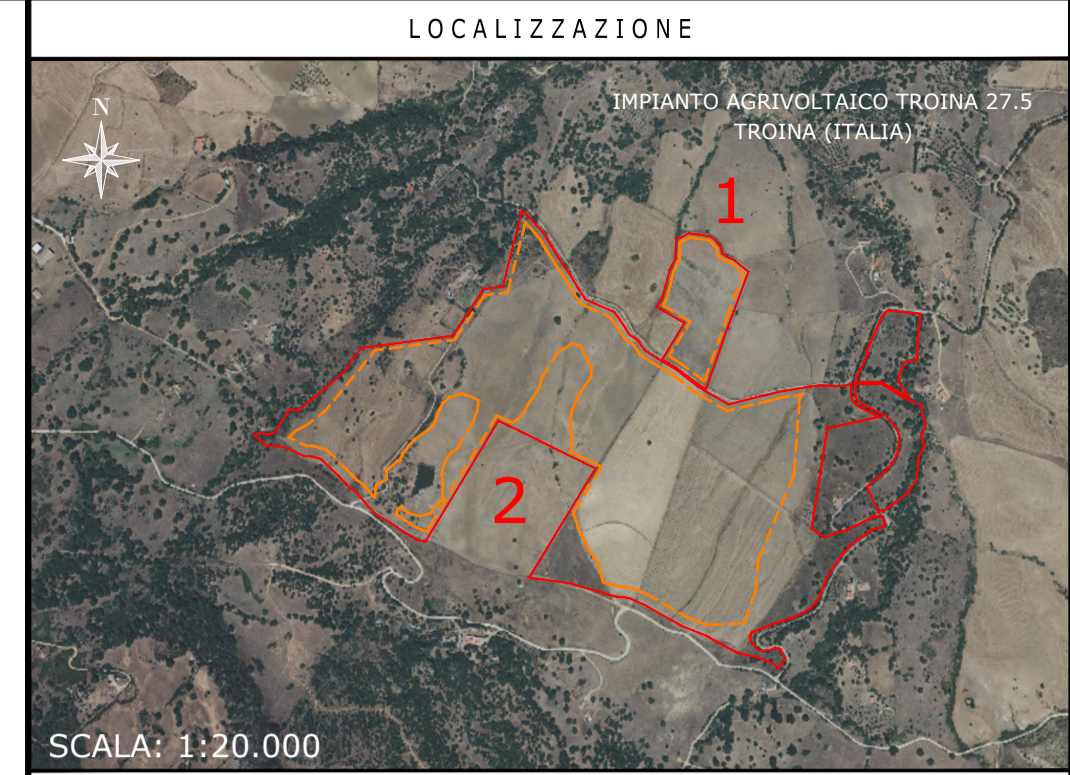 LOCALIZZAZIONE
N
IMPIANTO AGRIVOLTAICO TROINA 27.5
TROINA (ITALIA)
1
2
SCALA: 1:20.000